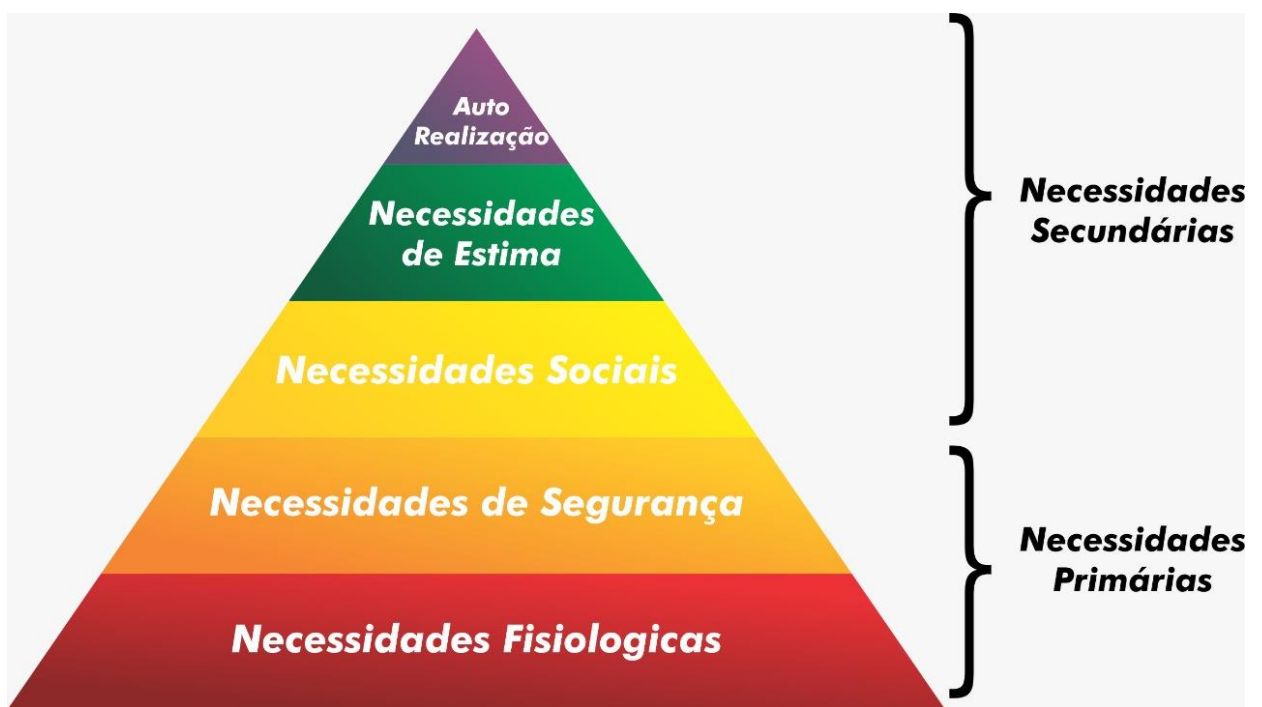 Auto
Realização
Necessidades
de Estima
Necessidades Sociais
Necessidades de Segurança
Necessidades Fisiologicas
Necessidades
Secundárias
Necessidades
Primárias